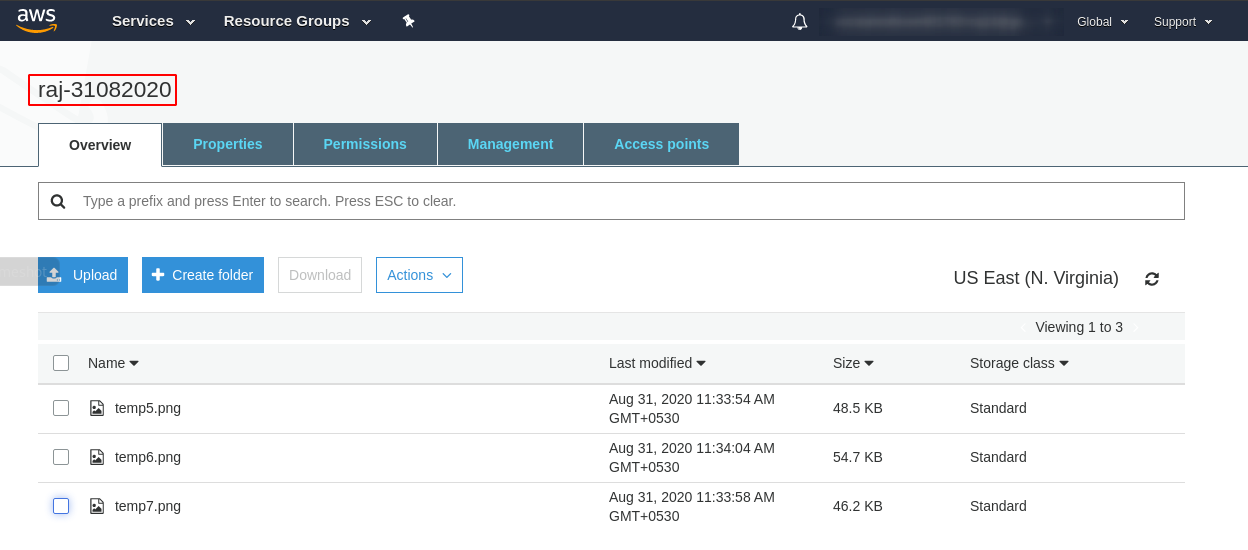 aws Services Resource Groups Global Support
raj-31082020
Overview Properties Permissions Management Access points
Type a prefix and press Enter to search. Press ESC to clear.
Upload Create folder Download Actions US East (N. Virginia)
Viewing 1 to 3
Name Last modified Size Storage class
temp5.png Aug 31, 2020 11:33:54 AM GMT+0530 48.5 KB Standard
temp6.png Aug 31, 2020 11:34:04 AM GMT+0530 54.7 KB Standard
temp7.png Aug 31, 2020 11:33:58 AM GMT+0530 46.2 KB Standard